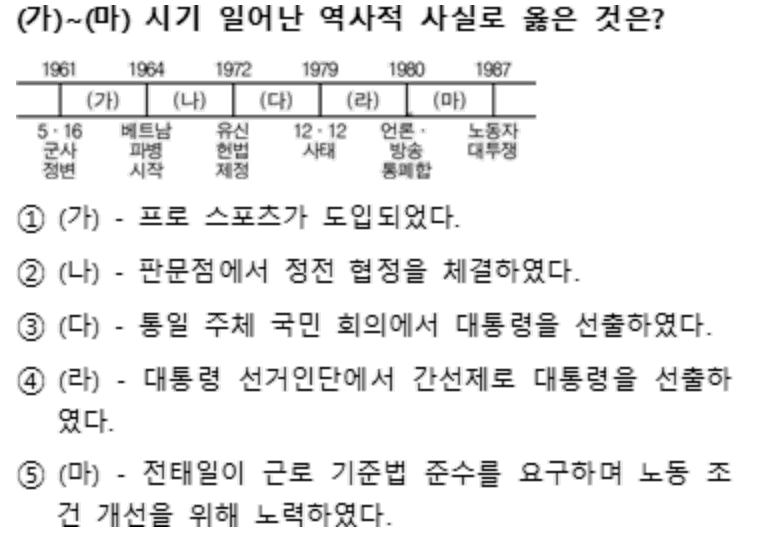 (가)~(마) 시기 일어난 역사적 사실로 옳은 것은?
1961 1964 1972 1979 1980 1987
(가) (나) (다) (라) (마)
5·16 베트남 유신 12·12 언론· 노동자
군사 파병 헌법 사태 방송 대투쟁
정변 시작 제정 통폐합
① (가) - 프로 스포츠가 도입되었다.
② (나) - 판문점에서 정전 협정을 체결하였다.
③ (다) - 통일 주체 국민 회의에서 대통령을 선출하였다.
④ (라) - 대통령 선거인단에서 간선제로 대통령을 선출하
였다.
⑤ (마) - 전태일이 근로 기준법 준수를 요구하며 노동 조
건 개선을 위해 노력하였다.